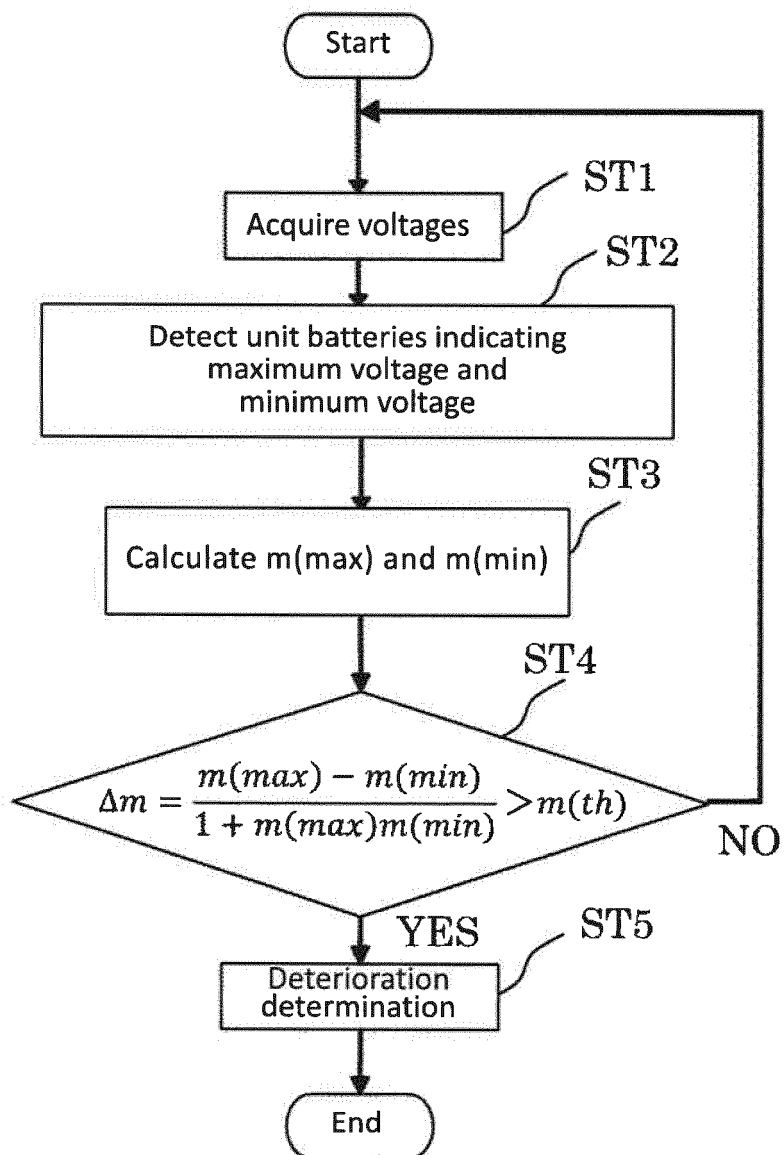 Start
ST1
Acquire voltages
ST2
Detect unit batteries indicating
maximum voltage and
minimum voltage
ST3
Calculate m(max) and m(min)
ST4
Δm = \frac{m(max) − m(min)}{1 + m(max)m(min)} > m(th)
NO
YES
ST5
Deterioration
determination
End